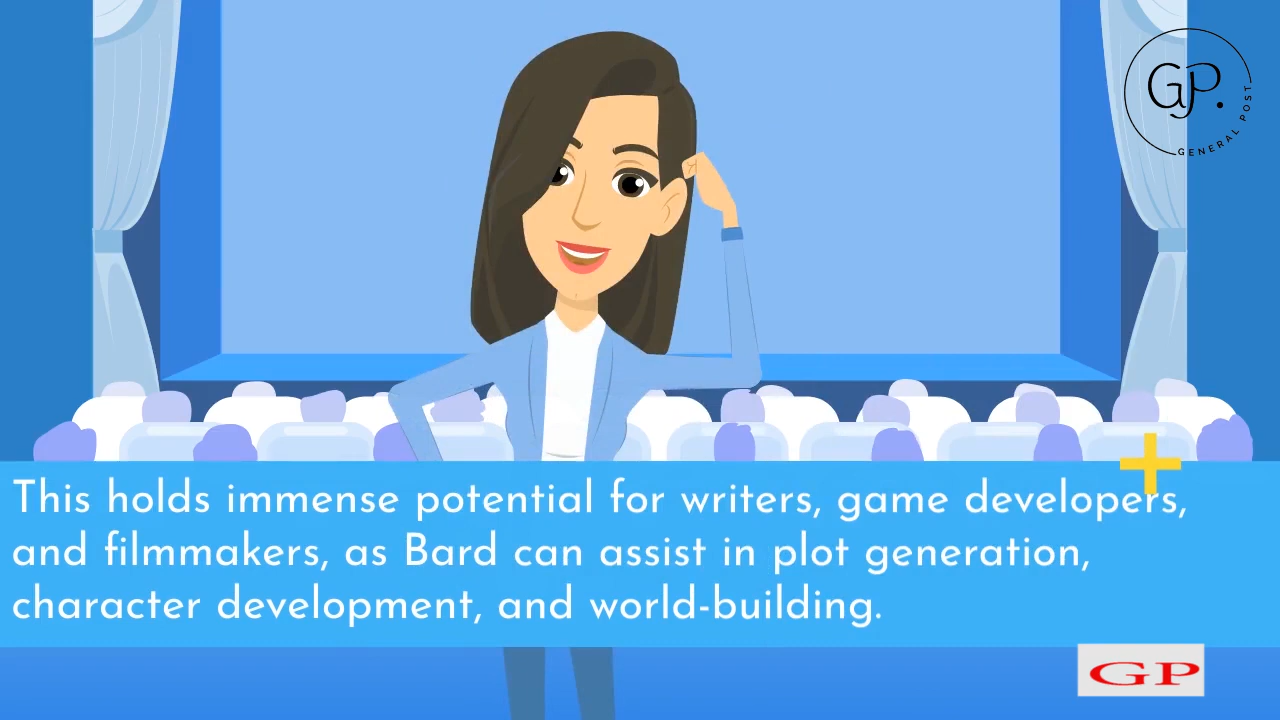 GP.
GENERAL POST
This holds immense potential for writers, game developers,
and filmmakers, as Bard can assist in plot generation,
character development, and world-building.
GP